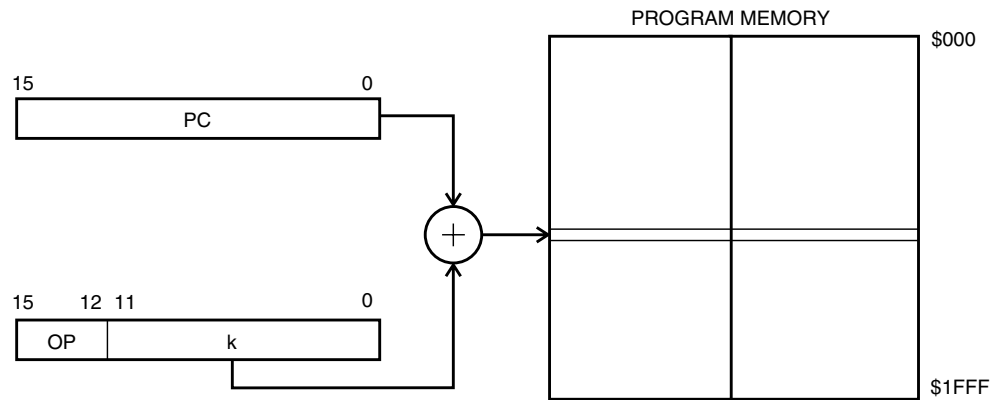 PROGRAM MEMORY
$000
15 0
PC
+
15 12 11 0
OP k
$1FFF